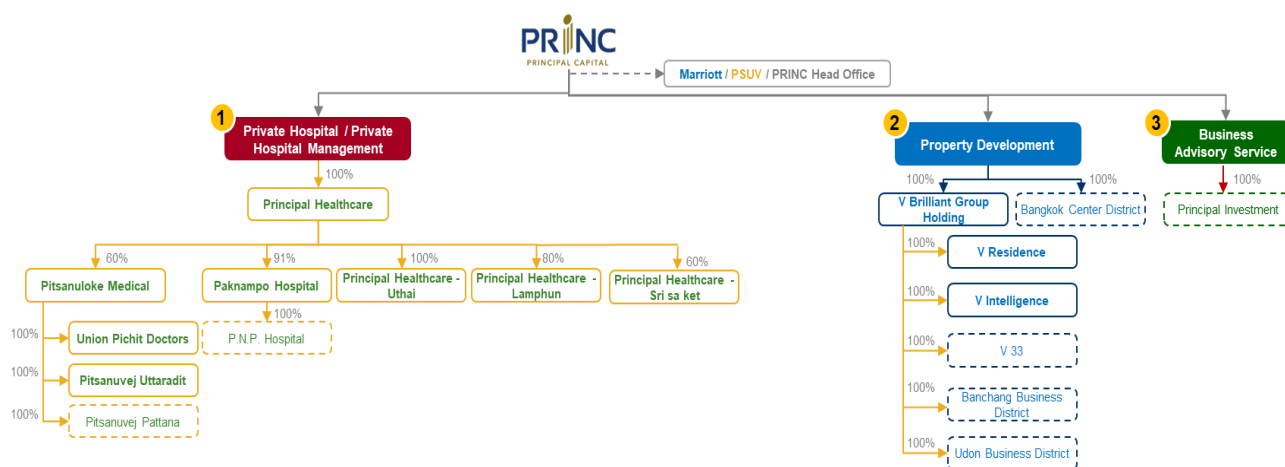 PRINC
PRINCIPAL CAPITAL
Marriott / PSUV / PRINC Head Office
1
Private Hospital / Private
Hospital Management
2
Property Development
3
Business
Advisory Service
100%
Principal Healthcare
100%
V Brilliant Group
Holding
100%
Bangkok Center District
100%
Principal Investment
60%
Pitsanuloke Medical
91%
Paknampo Hospital
100%
Principal Healthcare -
Uthai
80%
Principal Healthcare -
Lamphun
60%
Principal Healthcare -
Sri sa ket
100%
Union Pichit Doctors
100%
Pitsanuvej Uttaradit
100%
Pitsanuvej Pattana
100%
P.N.P. Hospital
100%
V Residence
100%
V Intelligence
100%
V 33
100%
Banchang Business
District
100%
Udon Business District